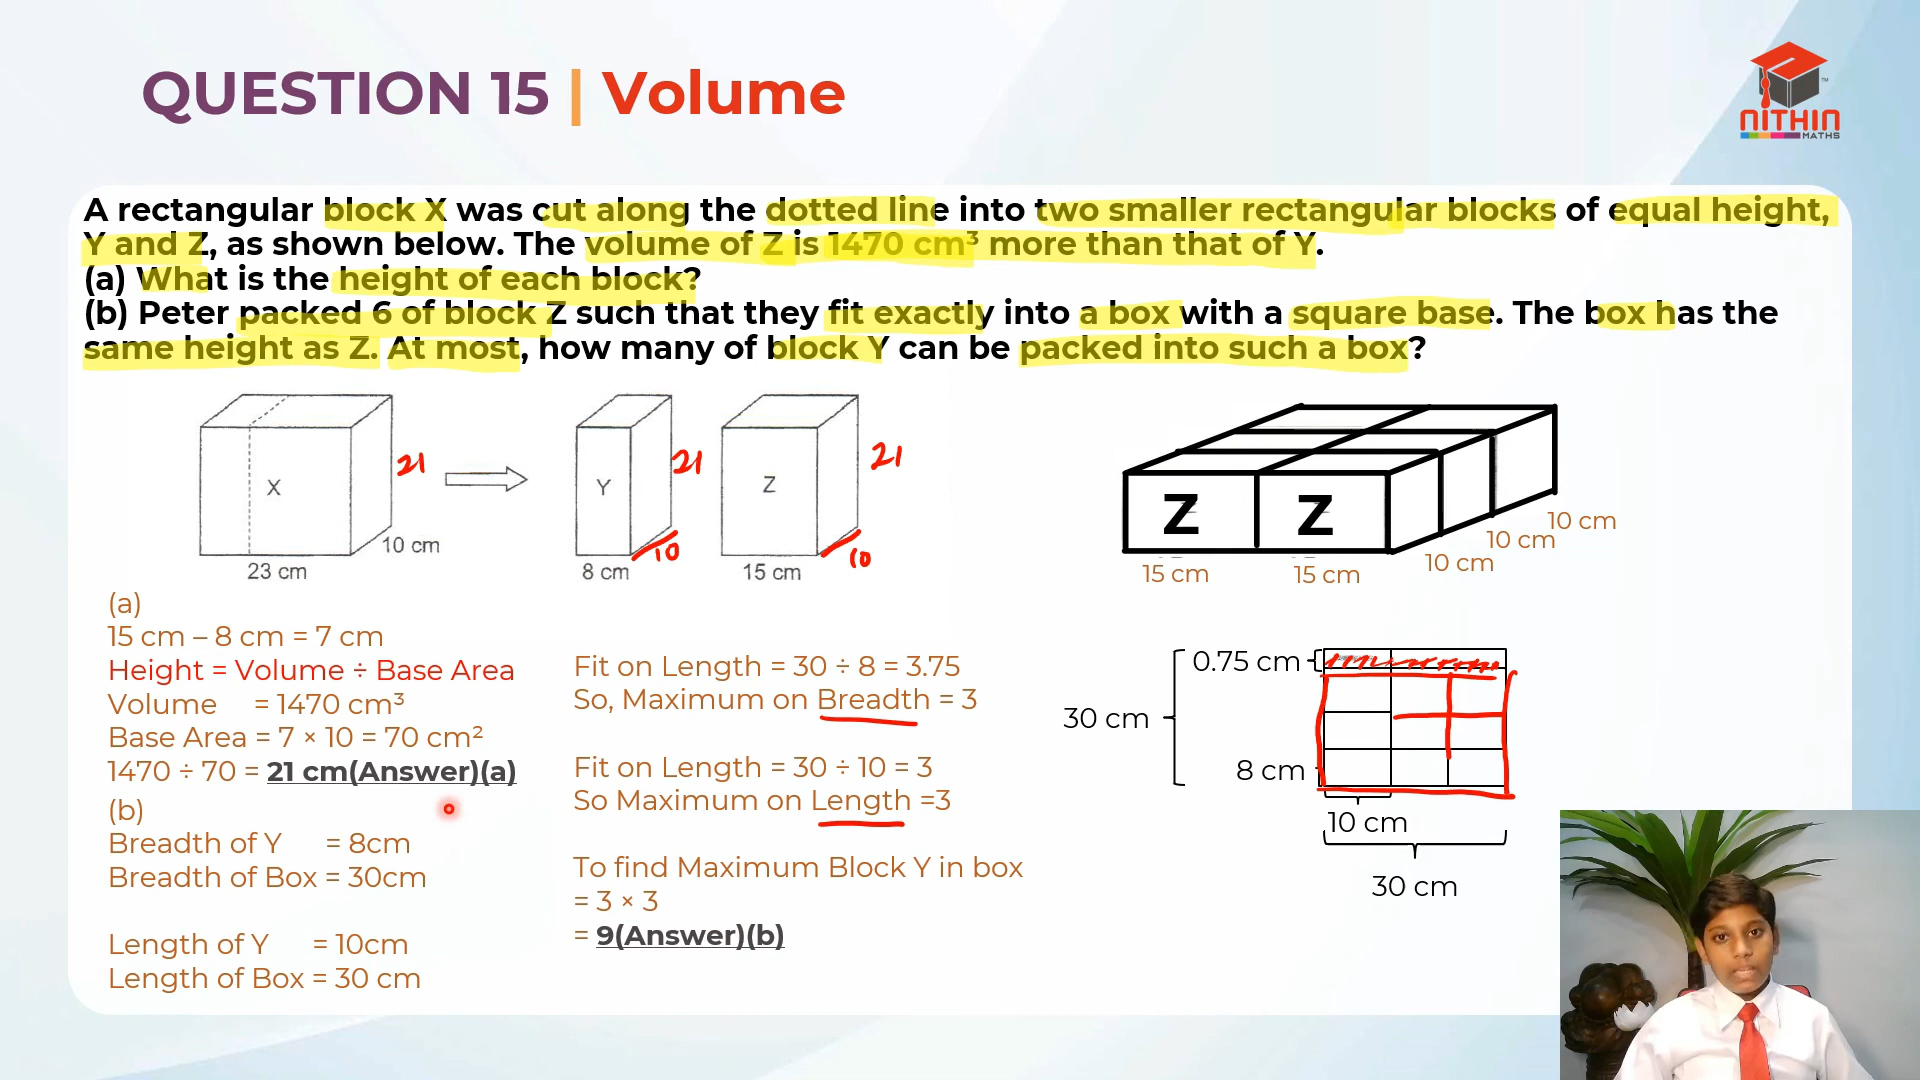 QUESTION 15 | Volume
NITHIN
MATHS
TM
A rectangular block X was cut along the dotted line into two smaller rectangular blocks of equal height,
Y and Z, as shown below. The volume of Z is 1470 cm³ more than that of Y.
(a) What is the height of each block?
(b) Peter packed 6 of block Z such that they fit exactly into a box with a square base. The box has the
same height as Z. At most, how many of block Y can be packed into such a box?
X
21
10 cm
23 cm
Y
21
10
8 cm
Z
21
10
15 cm
Z Z
15 cm
15 cm
10 cm
10 cm
10 cm
(a)
15 cm – 8 cm = 7 cm
Height = Volume ÷ Base Area
Volume = 1470 cm³
Base Area = 7 × 10 = 70 cm²
1470 ÷ 70 = 21 cm(Answer)(a)
(b)
Breadth of Y = 8cm
Breadth of Box = 30cm
Length of Y = 10cm
Length of Box = 30 cm
Fit on Length = 30 ÷ 8 = 3.75
So, Maximum on Breadth = 3
Fit on Length = 30 ÷ 10 = 3
So Maximum on Length =3
To find Maximum Block Y in box
= 3 × 3
= 9(Answer)(b)
0.75 cm
30 cm
8 cm
10 cm
30 cm